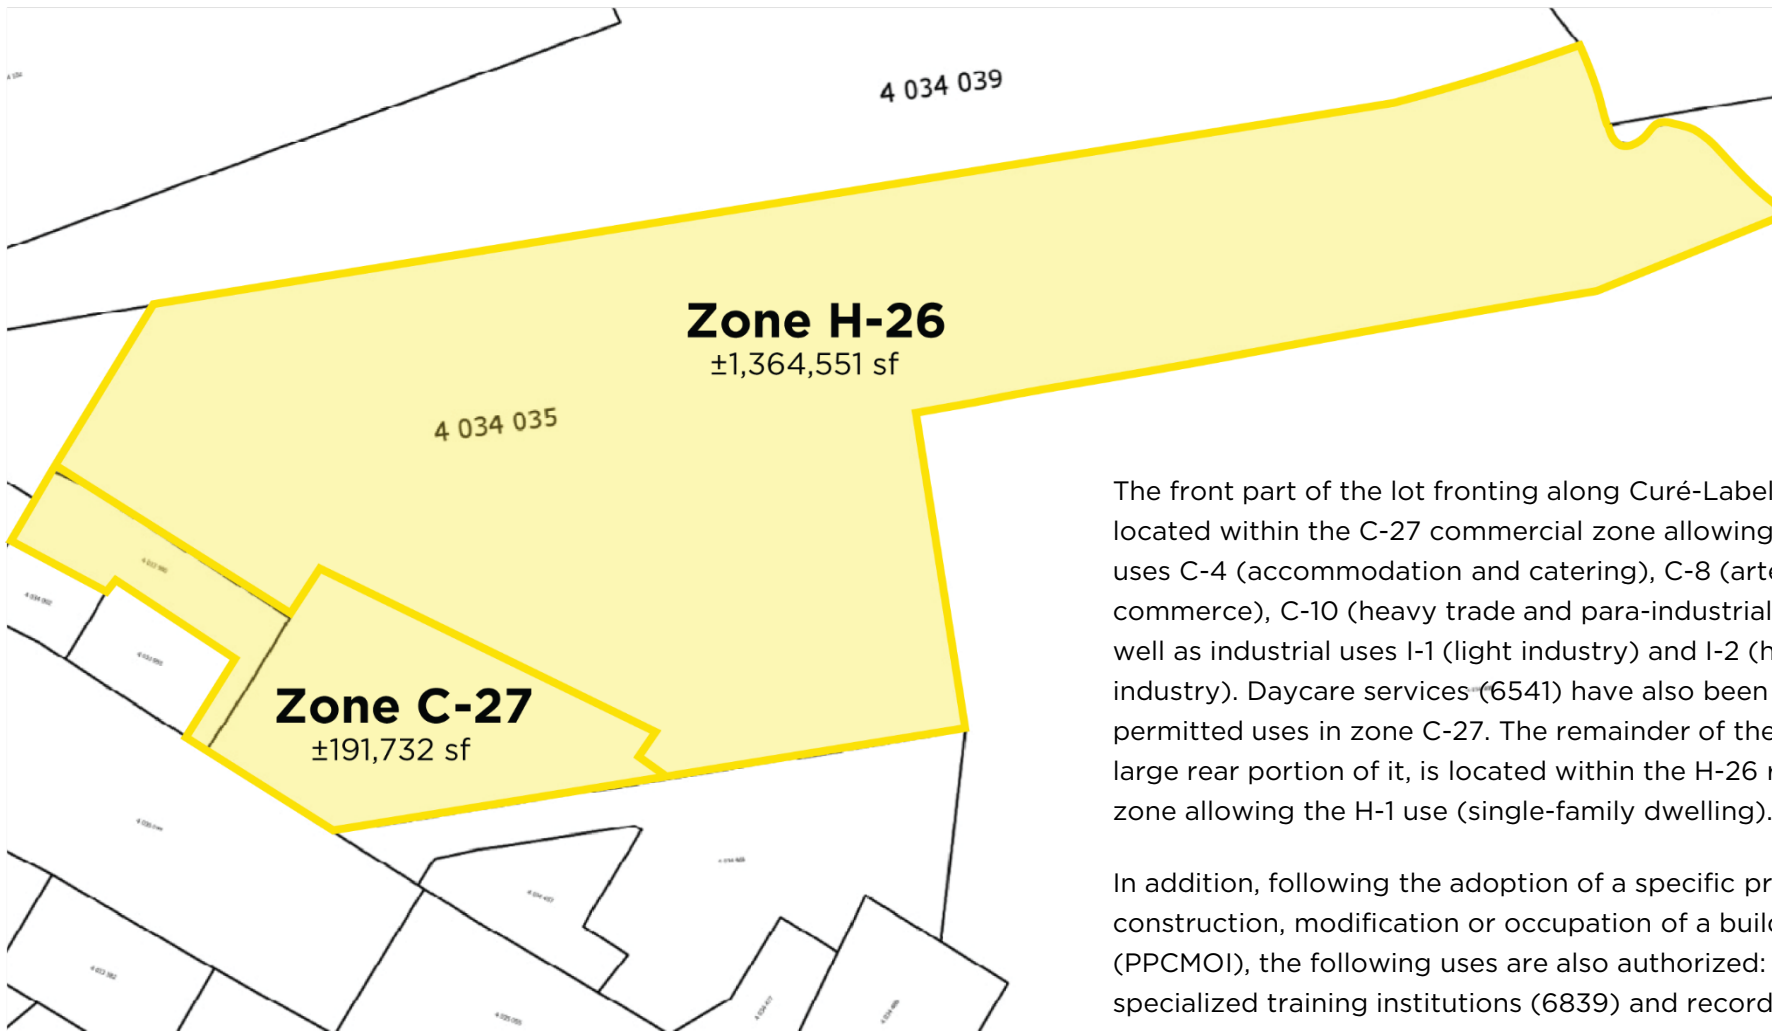 4 034 039
Zone H-26
±1,364,551 sf
4 034 035
Zone C-27
±191,732 sf
The front part of the lot fronting along Curé-Label
located within the C-27 commercial zone allowing
uses C-4 (accommodation and catering), C-8 (arte
commerce), C-10 (heavy trade and para-industrial
well as industrial uses I-1 (light industry) and I-2 (h
industry). Daycare services (6541) have also been
permitted uses in zone C-27. The remainder of the
large rear portion of it, is located within the H-26 r
zone allowing the H-1 use (single-family dwelling).
In addition, following the adoption of a specific pr
construction, modification or occupation of a build
(PPCMOI), the following uses are also authorized:
specialized training institutions (6839) and record